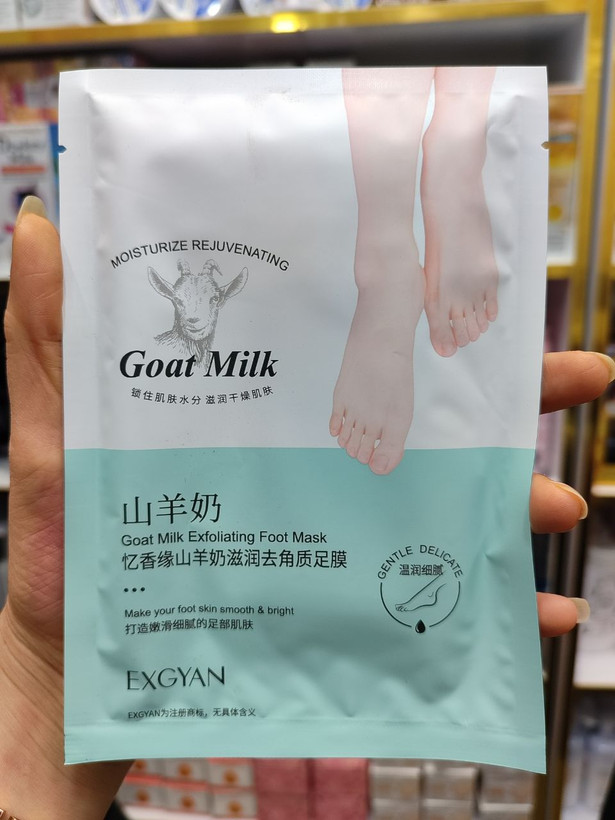 MOISTURIZE REJUVENATING
Goat Milk
锁住肌肤水分 滋润干燥肌肤
山羊奶
Goat Milk Exfoliating Foot Mask
忆香缘山羊奶滋润去角质足膜
Make your foot skin smooth & bright
打造嫩滑细腻的足部肌肤
GENTLE DELICATE
温润细腻
EXGYAN
EXGYAN为注册商标，无具体含义